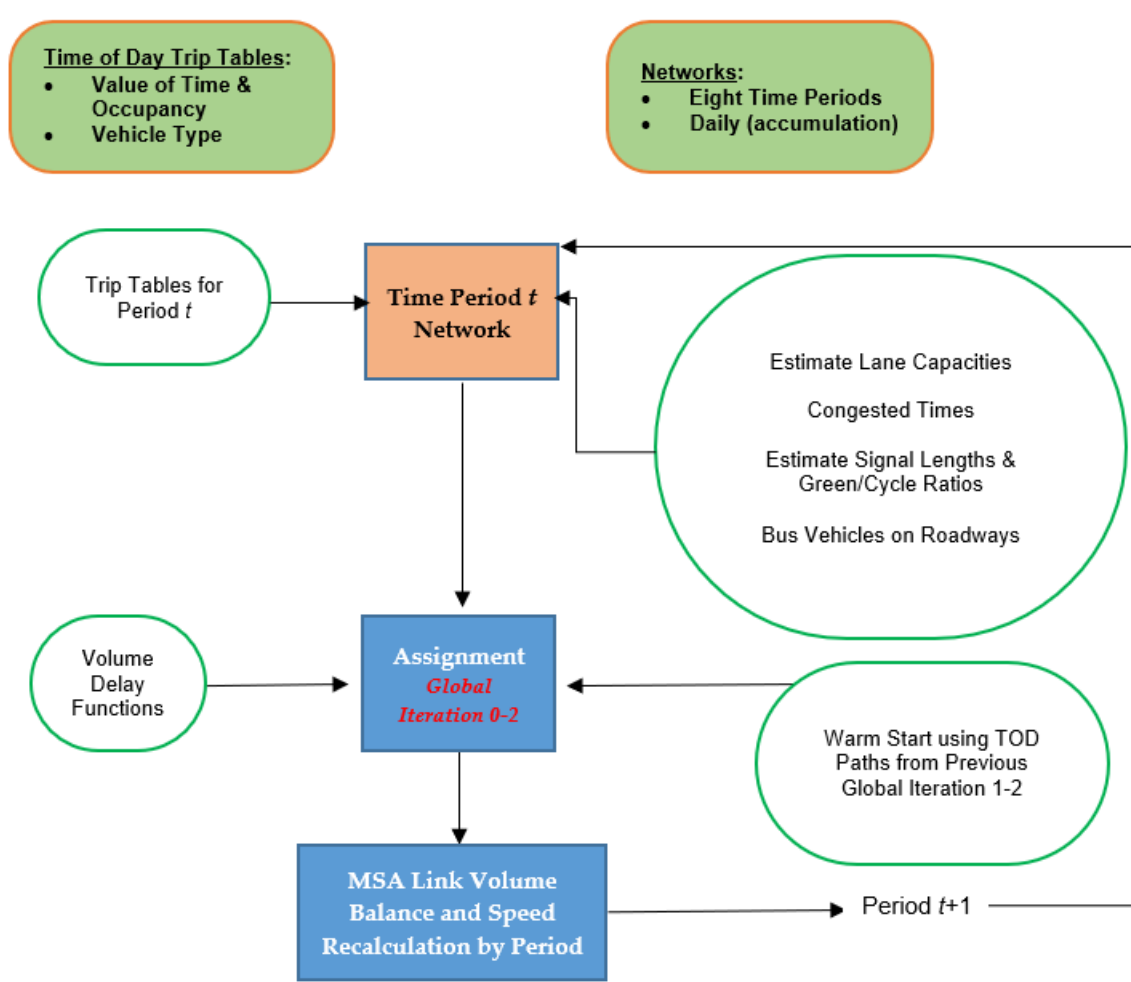 Time of Day Trip Tables:
• Value of Time &
Occupancy
• Vehicle Type
Networks:
• Eight Time Periods
• Daily (accumulation)
Trip Tables for
Period t
Time Period t
Network
Estimate Lane Capacities
Congested Times
Estimate Signal Lengths &
Green/Cycle Ratios
Bus Vehicles on Roadways
Volume
Delay
Functions
Assignment
Global
Iteration 0-2
Warm Start using TOD
Paths from Previous
Global Iteration 1-2
MSA Link Volume
Balance and Speed
Recalculation by Period
Period t+1